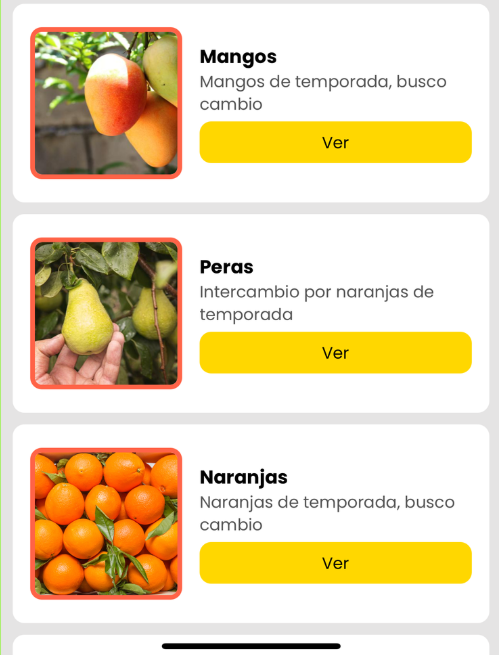 Mangos
Mangos de temporada, busco
cambio
Ver
Peras
Intercambio por naranjas de
temporada
Ver
Naranjas
Naranjas de temporada, busco
cambio
Ver